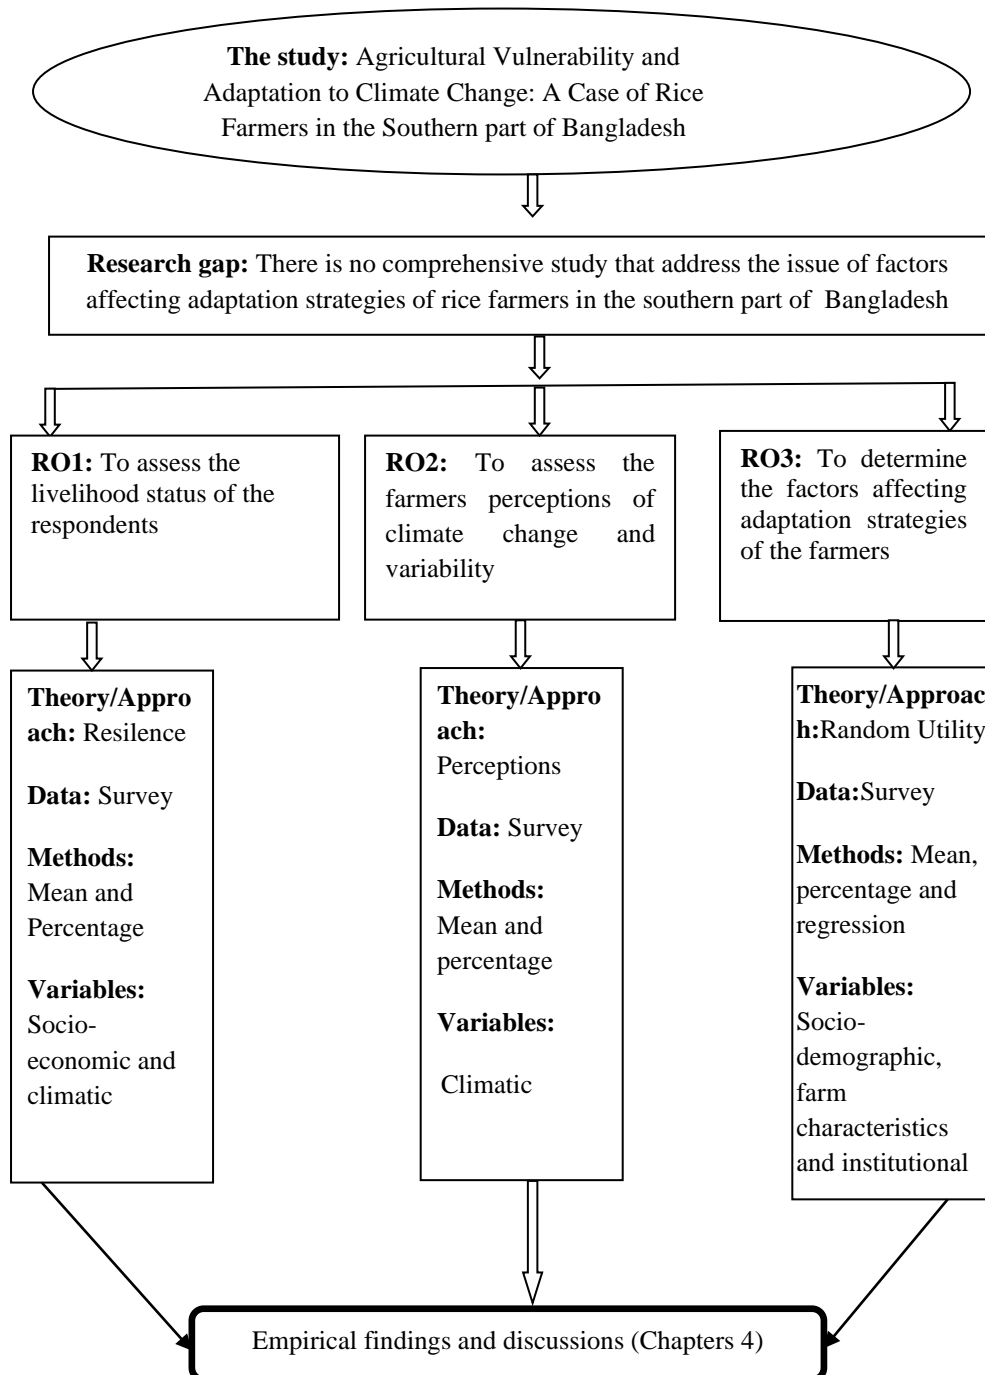 The study: Agricultural Vulnerability and
Adaptation to Climate Change: A Case of Rice
Farmers in the Southern part of Bangladesh
Research gap: There is no comprehensive study that address the issue of factors
affecting adaptation strategies of rice farmers in the southern part of Bangladesh
RO1: To assess the
livelihood status of the
respondents
RO2: To assess the
farmers perceptions of
climate change and
variability
RO3: To determine
the factors affecting
adaptation strategies
of the farmers
Theory/Appro
ach: Resilence
Data: Survey
Methods:
Mean and
Percentage
Variables:
Socio-
economic and
climatic
Theory/Appro
ach:
Perceptions
Data: Survey
Methods:
Mean and
percentage
Variables:
Climatic
Theory/Approac
h:Random Utility
Data:Survey
Methods: Mean,
percentage and
regression
Variables:
Socio-
demographic,
farm
characteristics
and institutional
Empirical findings and discussions (Chapters 4)